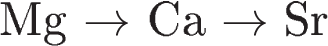 Mg → Ca → Sr